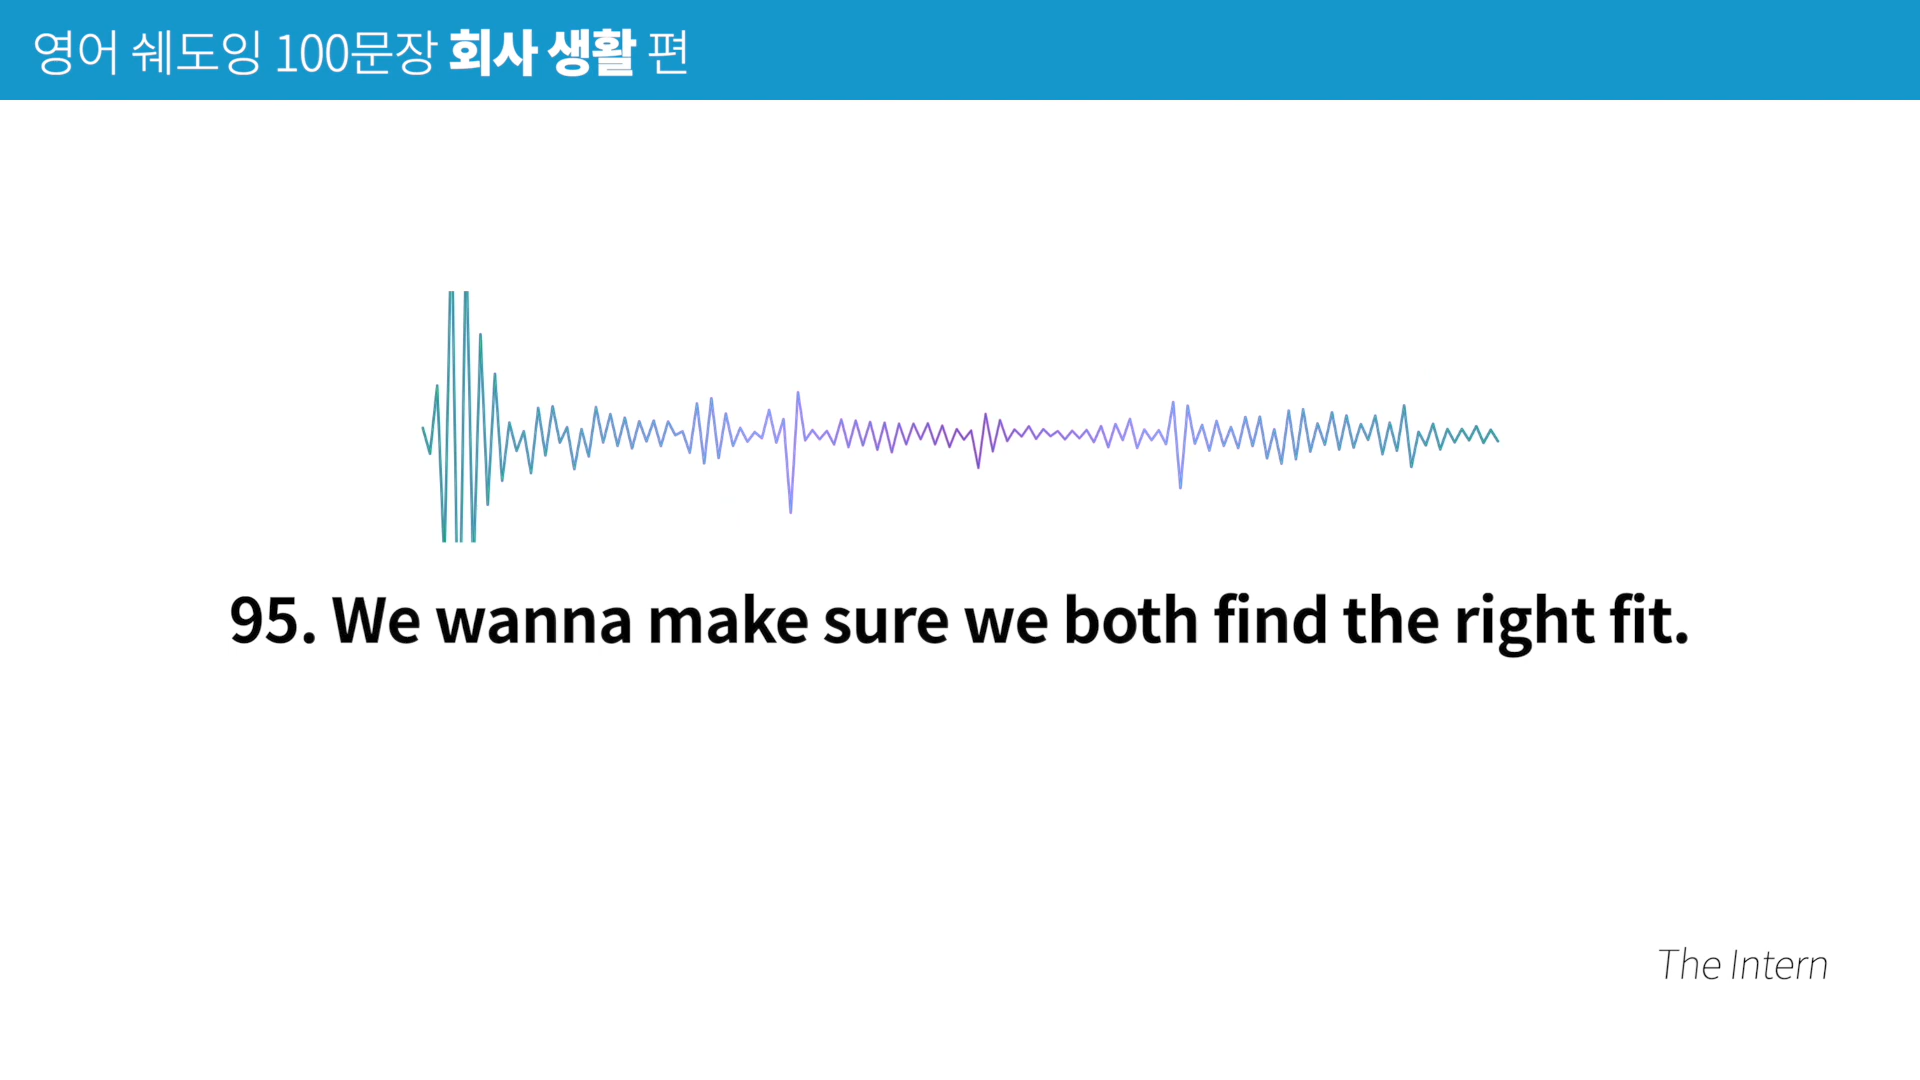 영어 쉐도잉 100문장 회사 생활 편
95. We wanna make sure we both find the right fit.
The Intern